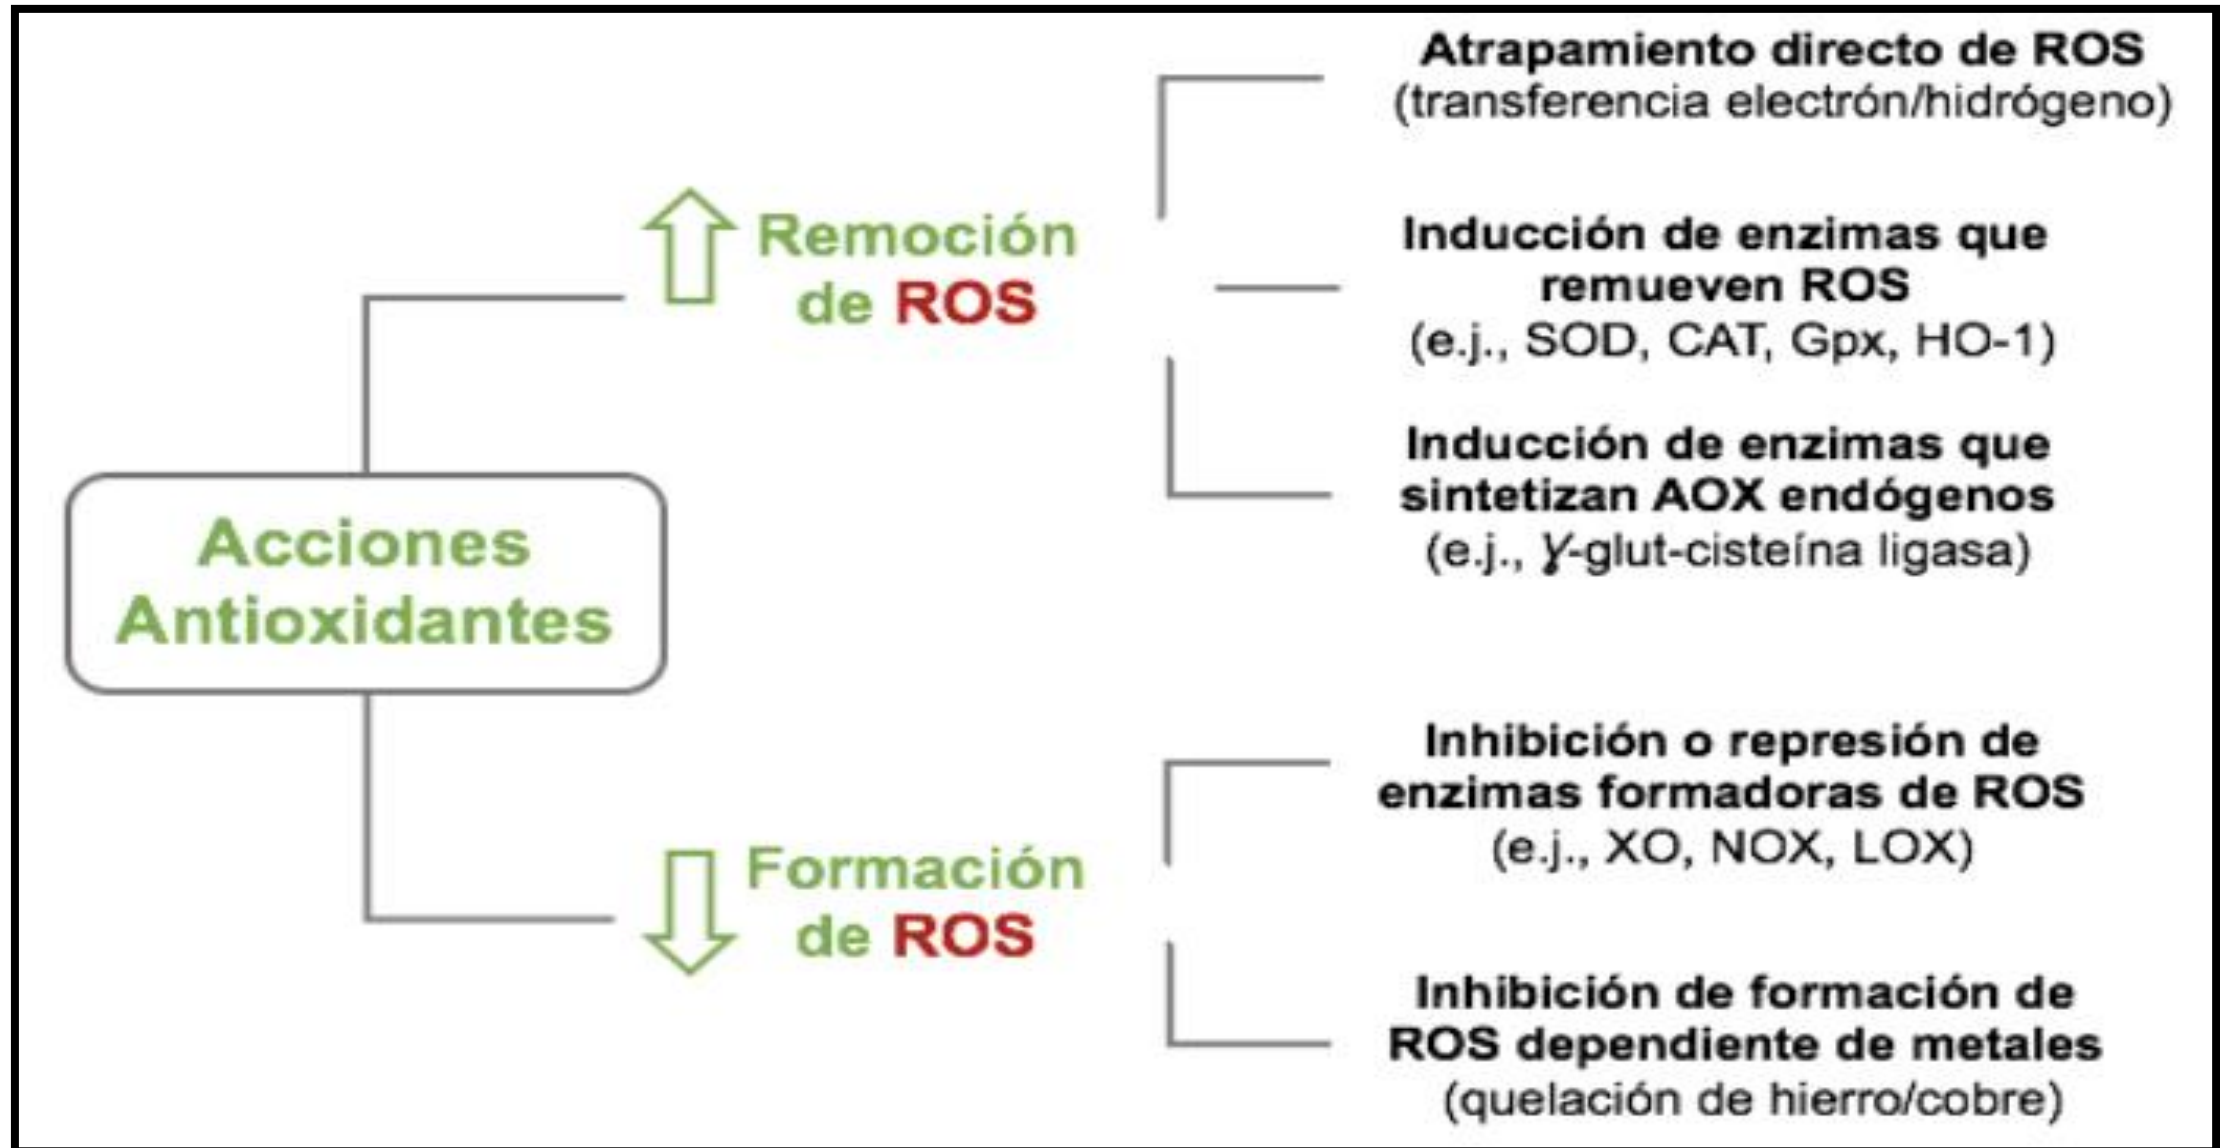 Atrapamiento directo de ROS
(transferencia electrón/hidrógeno)
Remoción
de ROS
Inducción de enzimas que
remueven ROS
(e.j., SOD, CAT, Gpx, HO-1)
Inducción de enzimas que
sintetizan AOX endógenos
(e.j., Ɣ-glut-cisteína ligasa)
Acciones
Antioxidantes
Inhibición o represión de
enzimas formadoras de ROS
(e.j., XO, NOX, LOX)
Formación
de ROS
Inhibición de formación de
ROS dependiente de metales
(quelación de hierro/cobre)